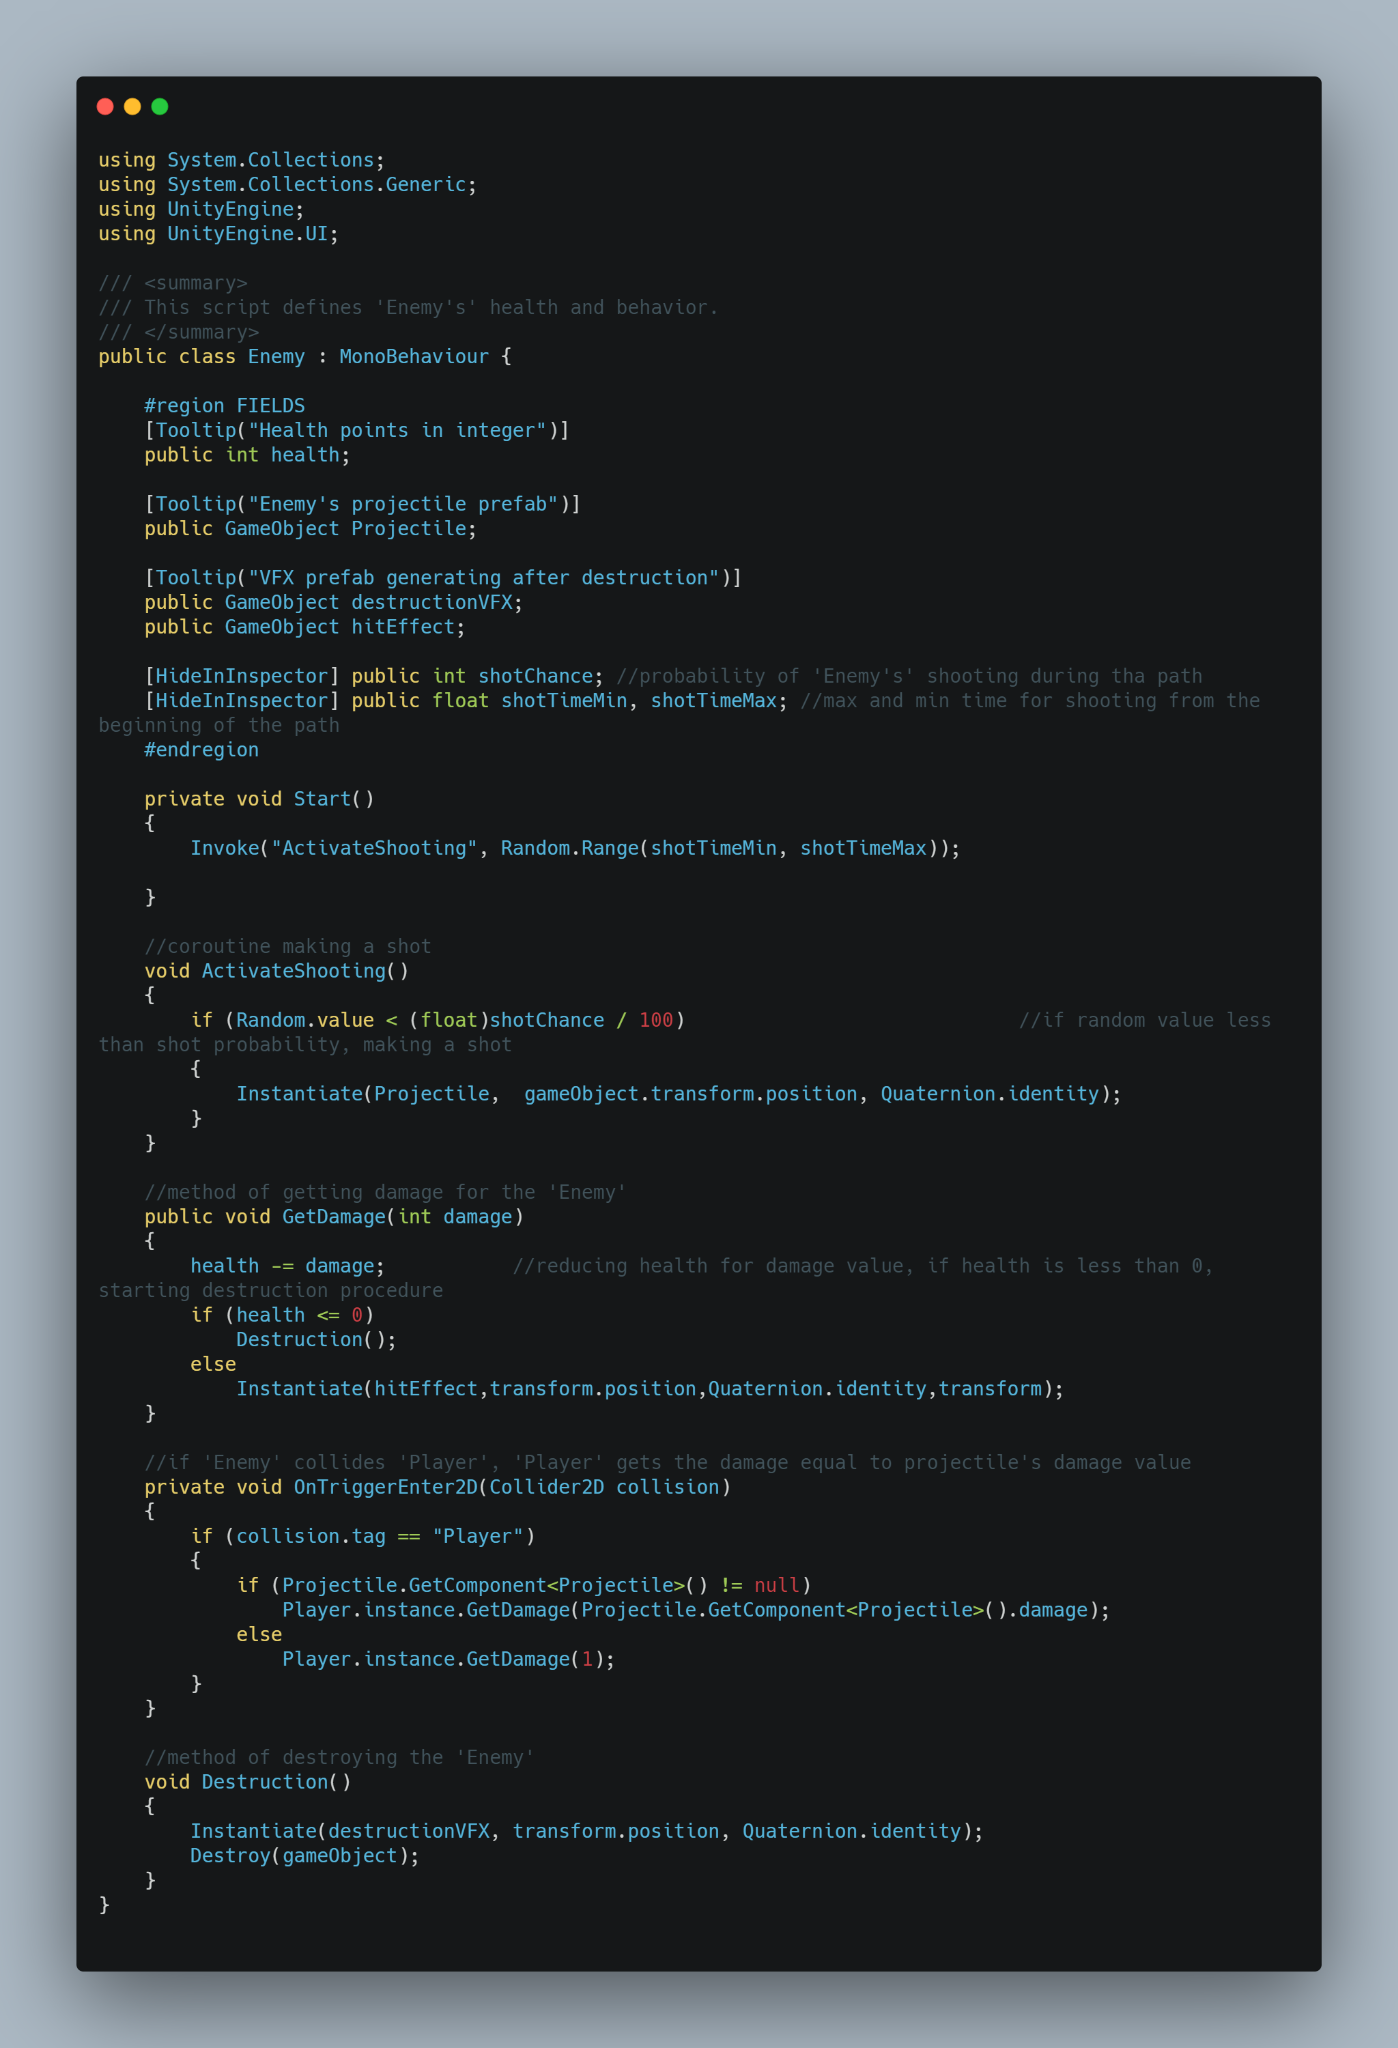 using System.Collections;
using System.Collections.Generic;
using UnityEngine;
using UnityEngine.UI;

/// <summary>
/// This script defines 'Enemy's' health and behavior.
/// </summary>
public class Enemy : MonoBehaviour {

    #region FIELDS
    [Tooltip("Health points in integer")]
    public int health;

    [Tooltip("Enemy's projectile prefab")]
    public GameObject Projectile;

    [Tooltip("VFX prefab generating after destruction")]
    public GameObject destructionVFX;
    public GameObject hitEffect;

    [HideInInspector] public int shotChance; //probability of 'Enemy's' shooting during tha path
    [HideInInspector] public float shotTimeMin, shotTimeMax; //max and min time for shooting from the
beginning of the path
    #endregion

    private void Start()
    {
        Invoke("ActivateShooting", Random.Range(shotTimeMin, shotTimeMax));

    }

    //coroutine making a shot
    void ActivateShooting()
    {
        if (Random.value < (float)shotChance / 100)                             //if random value less
than shot probability, making a shot
        {
            Instantiate(Projectile,  gameObject.transform.position, Quaternion.identity);
        }
    }

    //method of getting damage for the 'Enemy'
    public void GetDamage(int damage)
    {
        health -= damage;           //reducing health for damage value, if health is less than 0,
starting destruction procedure
        if (health <= 0)
            Destruction();
        else
            Instantiate(hitEffect,transform.position,Quaternion.identity,transform);
    }

    //if 'Enemy' collides 'Player', 'Player' gets the damage equal to projectile's damage value
    private void OnTriggerEnter2D(Collider2D collision)
    {
        if (collision.tag == "Player")
        {
            if (Projectile.GetComponent<Projectile>() != null)
                Player.instance.GetDamage(Projectile.GetComponent<Projectile>().damage);
            else
                Player.instance.GetDamage(1);
        }
    }

    //method of destroying the 'Enemy'
    void Destruction()
    {
        Instantiate(destructionVFX, transform.position, Quaternion.identity);
        Destroy(gameObject);
    }
}